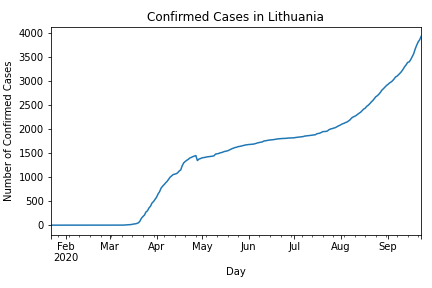 Confirmed Cases in Lithuania
Number of Confirmed Cases
4000
3500
3000
2500
2000
1500
1000
500
0
Feb Mar Apr May Jun Jul Aug Sep
2020
Day